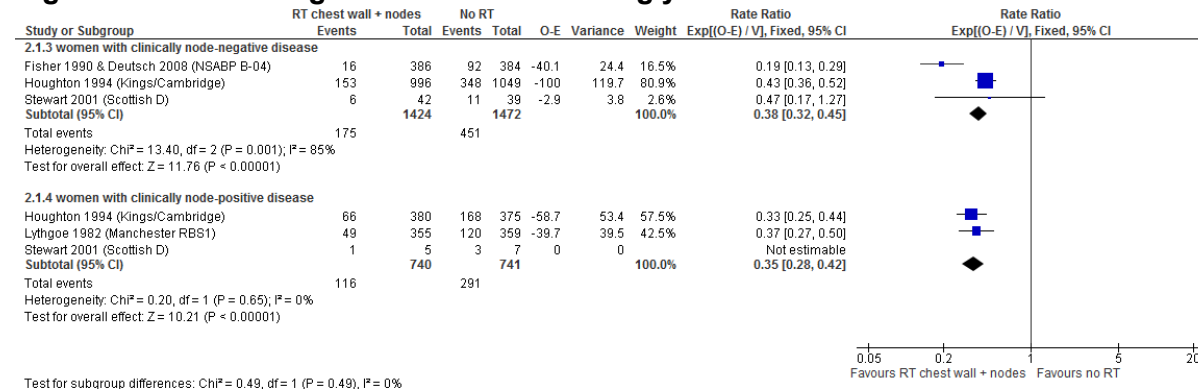 RT chest wall + nodes No RT Rate Ratio Rate Ratio
Study or Subgroup Events Total Events Total O-E Variance Weight Exp[(O-E) / V], Fixed, 95% CI Exp[(O-E) / V], Fixed, 95% CI
2.1.3 women with clinically node-negative disease
Fisher 1990 & Deutsch 2008 (NSABP B-04) 16 386 92 384 -40.1 24.4 16.5% 0.19 [0.13, 0.29]
Houghton 1994 (Kings/Cambridge) 153 996 348 1049 -100 119.7 80.9% 0.43 [0.36, 0.52]
Stewart 2001 (Scottish D) 6 42 11 39 -2.9 3.8 2.6% 0.47 [0.17, 1.27]
Subtotal (95% CI) 1424 1472 100.0% 0.38 [0.32, 0.45]
Total events 175 451
Heterogeneity: Chi² = 13.40, df = 2 (P = 0.001); I² = 85%
Test for overall effect: Z = 11.76 (P < 0.00001)
2.1.4 women with clinically node-positive disease
Houghton 1994 (Kings/Cambridge) 66 380 168 375 -58.7 53.4 57.5% 0.33 [0.25, 0.44]
Lythgoe 1982 (Manchester RBS1) 49 355 120 359 -39.7 39.5 42.5% 0.37 [0.27, 0.50]
Stewart 2001 (Scottish D) 1 5 3 7 0 0 Not estimable
Subtotal (95% CI) 740 741 100.0% 0.35 [0.28, 0.42]
Total events 116 291
Heterogeneity: Chi² = 0.20, df = 1 (P = 0.65); I² = 0%
Test for overall effect: Z = 10.21 (P < 0.00001)
0.05 0.2 1 5 20
Favours RT chest wall + nodes Favours no RT
Test for subgroup differences: Chi² = 0.49, df = 1 (P = 0.49), I² = 0%